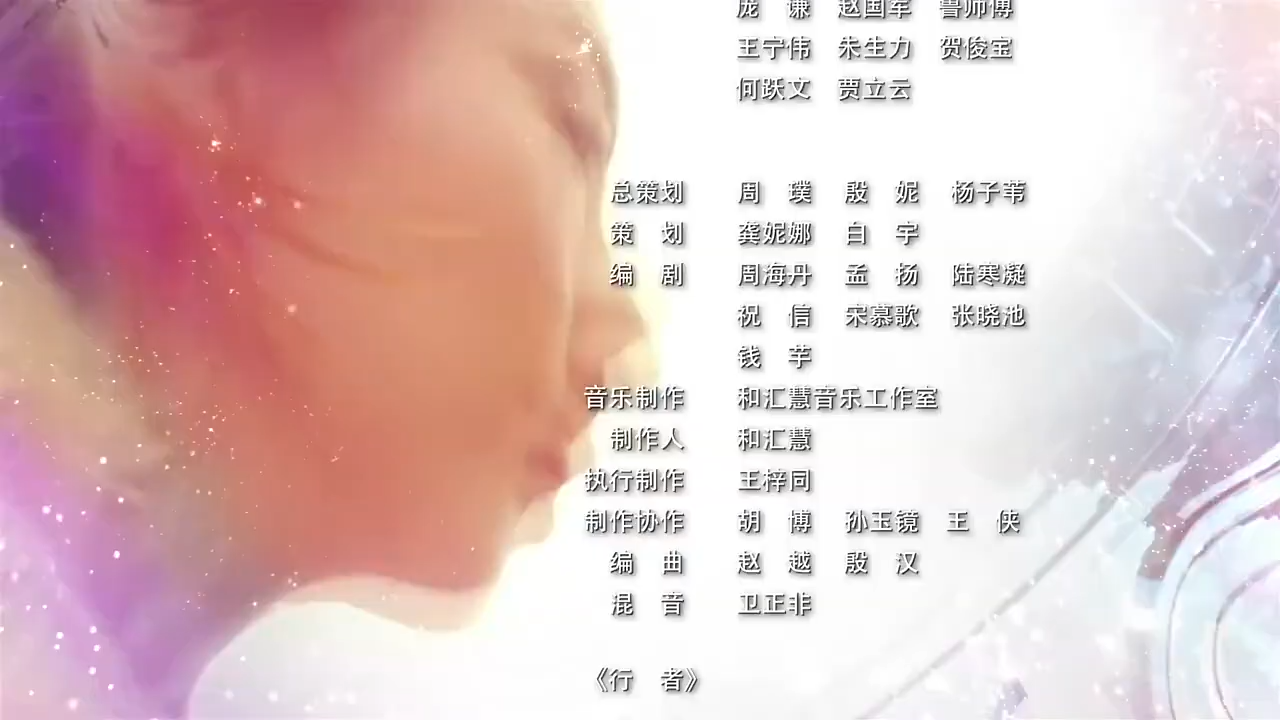 庞　谦　赵国军　鲁师傅
王宁伟　朱生力　贺俊宝
何跃文　贾立云
总策划　周　璞　殷　妮　杨子苇
策　划　龚妮娜　白　宇
编　剧　周海丹　孟　扬　陆寒凝
祝　信　宋慕歌　张晓池
钱　芋
音乐制作　和汇慧音乐工作室
制作人　和汇慧
执行制作　王梓同
制作协作　胡　博　孙玉镜　王　侠
编　曲　赵　越　殷　汉
混　音　卫正非
《行　者》